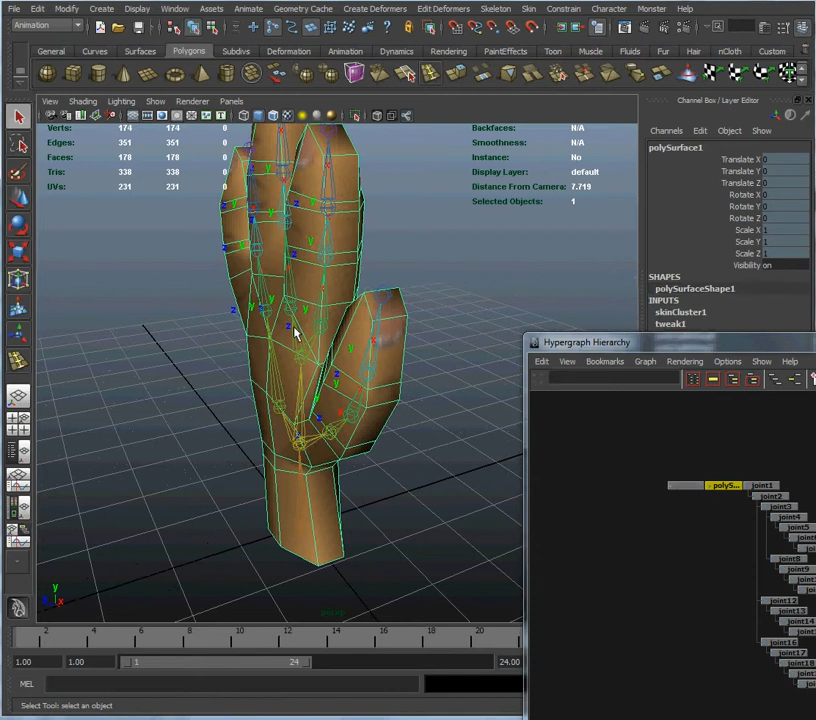 File Edit Modify Create Display Window Assets Animate Geometry Cache Create Deformers Edit Deformers Skeleton Skin Constrain Character Muscle Help
Animation
General Curves Surfaces Polygons Subdivs Deformation Animation Dynamics Rendering PaintEffects Toon Muscle Fluids Fur Hair nCloth Custom
View Shading Lighting Show Renderer Panels
Channel Box / Layer Editor
Channels Edit Object Show
Verts: 174 174 0
Edges: 351 351 0
Faces: 178 178 0
Tris: 338 338 0
UVs: 231 231 0
Backfaces: N/A
Smoothness: N/A
Instance: No
Display Layer: default
Distance From Camera: 7.719
Selected Objects: 1
polySurface1
Translate X 0
Translate Y 0
Translate Z 0
Rotate X 0
Rotate Y 0
Rotate Z 0
Scale X 1
Scale Y 1
Scale Z 1
Visibility on
SHAPES
polySurfaceShape1
INPUTS
skinCluster1
tweak1
Hypergraph Hierarchy
Edit View Bookmarks Graph Rendering Options Show Help
polyS... joint1
joint2
joint3
joint4
joint5
joint8
joint9
joint12
joint13
joint14
joint16
joint17
joint18
y
x
persp
2 4 6 8 10 12 14 16 18 20
1.00 1.00 1 24 24.00
MEL
Select Tool: select an object